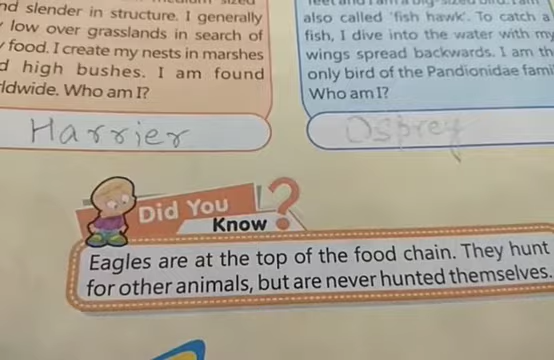 nd slender in structure. I generally
low over grasslands in search of
food. I create my nests in marshes
d high bushes. I am found
ldwide. Who am I?
Harrier
also called 'fish hawk'. To catch a
fish, I dive into the water with my
wings spread backwards. I am th
only bird of the Pandionidae fami
Who am I?
Osprey
Did You
Know
?
Eagles are at the top of the food chain. They hunt
for other animals, but are never hunted themselves.